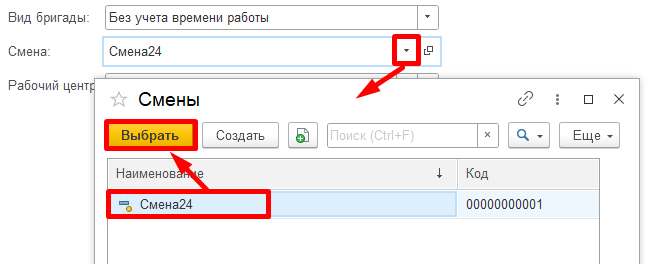 Вид бригады: Без учета времени работы
Смена: Смена24
Рабочий центр
Смены
Выбрать Создать Поиск (Ctrl+F) × Еще
Наименование ↓ Код
Смена24 00000000001